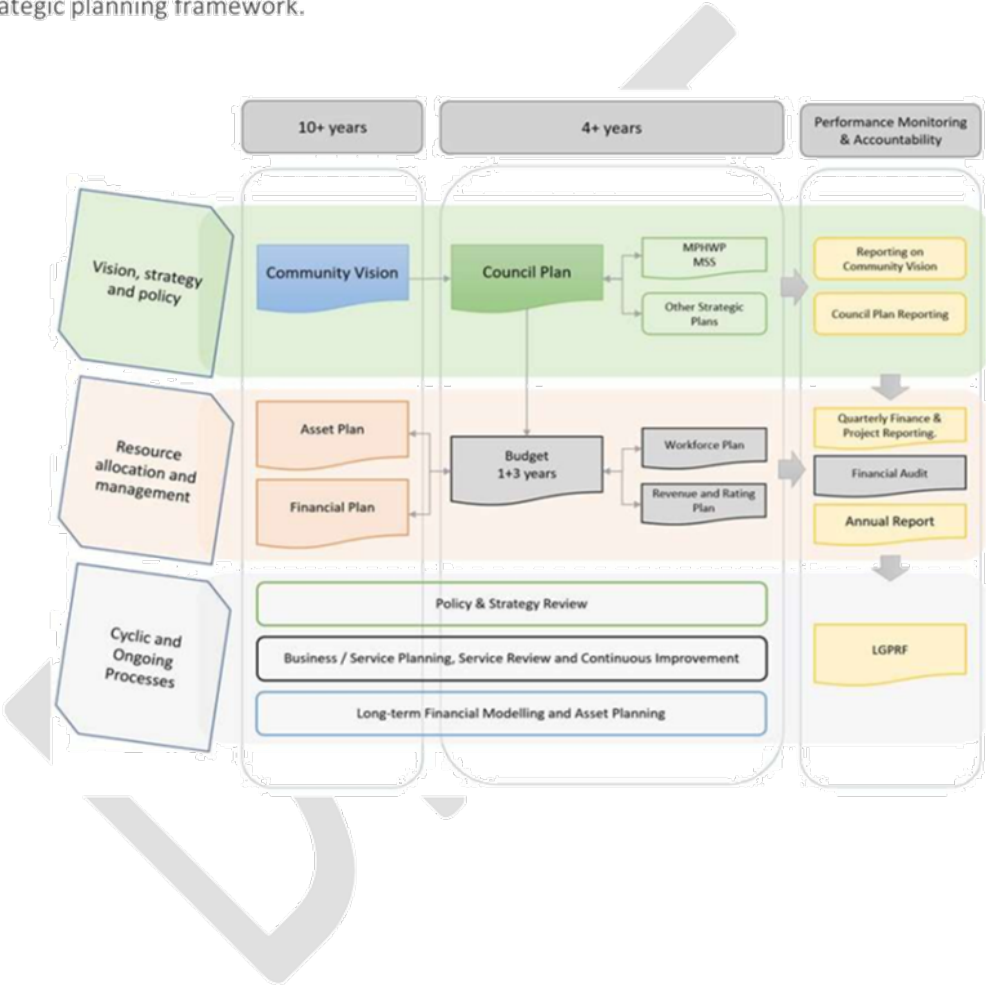 ategic planning framework.
10+ years
4+ years
Performance Monitoring
& Accountability
Vision, strategy
and policy
Community Vision
Council Plan
MPHWP
MSS
Other Strategic
Plans
Reporting on
Community Vision
Council Plan Reporting
Resource
allocation and
management
Asset Plan
Financial Plan
Budget
1+3 years
Workforce Plan
Revenue and Rating
Plan
Quarterly Finance &
Project Reporting.
Financial Audit
Annual Report
Cyclic and
Ongoing
Processes
Policy & Strategy Review
Business / Service Planning, Service Review and Continuous Improvement
Long-term Financial Modelling and Asset Planning
LGPRF